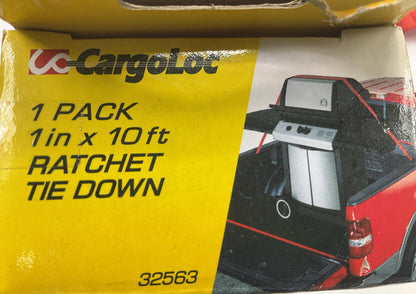 CargoLoc
1 PACK
1 in x 10 ft
RATCHET
TIE DOWN
32563